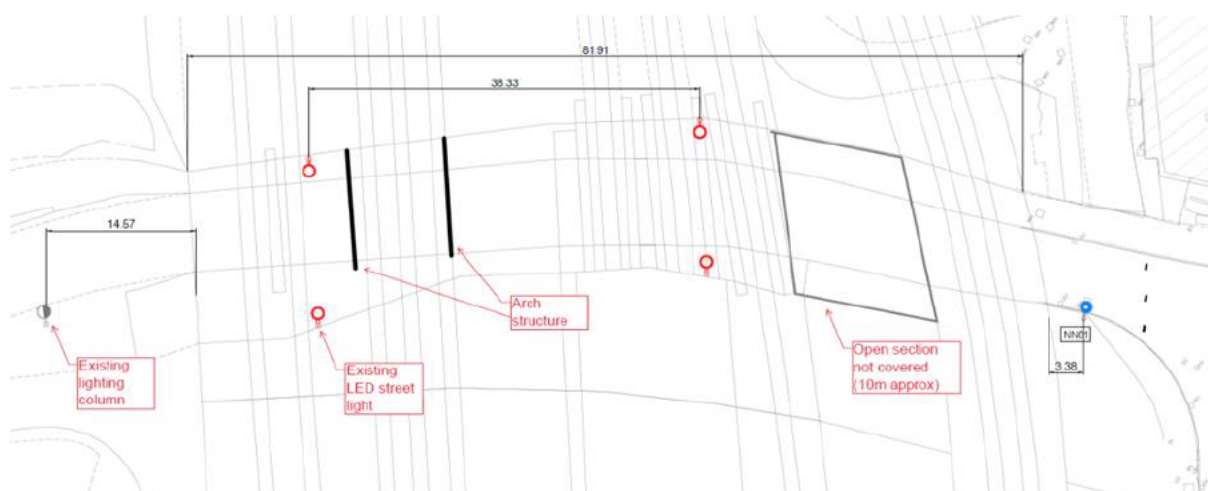 81.91
38.33
14.57
Arch
structure
Existing
lighting
column
Existing
LED street
light
Open section
not covered
(10m approx)
NN01
3.38